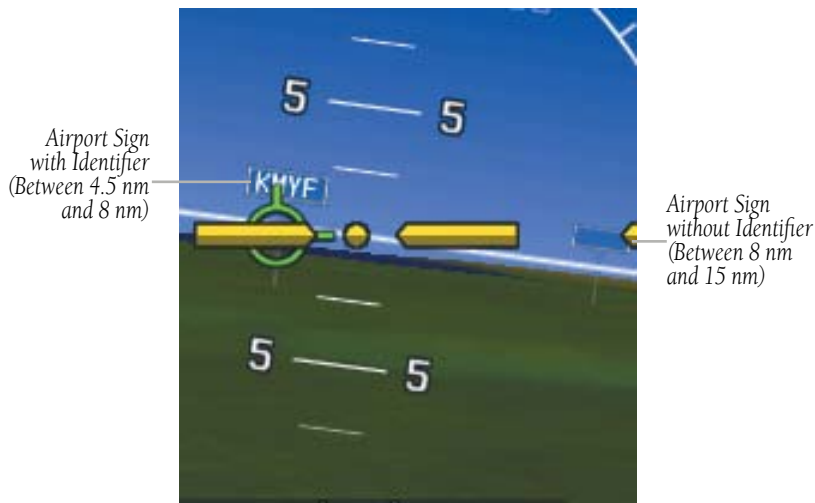 5 5
Airport Sign
with Identifier
(Between 4.5 nm
and 8 nm)
KMYF
Airport Sign
without Identifier
(Between 8 nm
and 15 nm)
5 5